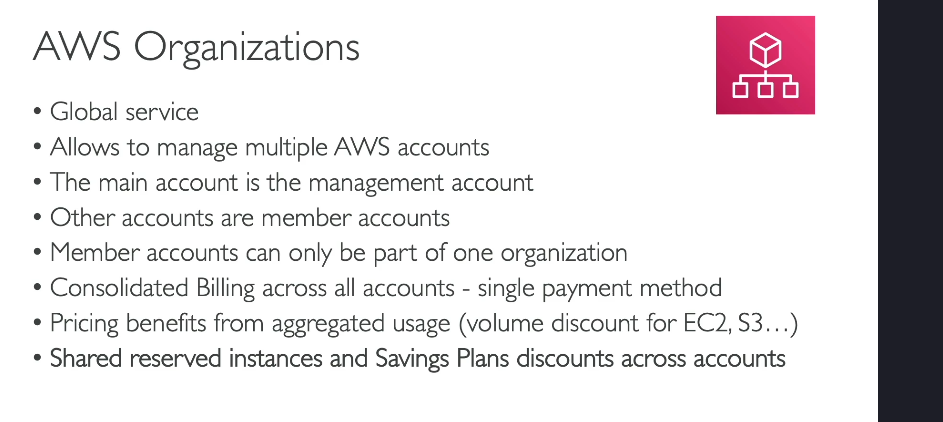 AWS Organizations
• Global service
• Allows to manage multiple AWS accounts
• The main account is the management account
• Other accounts are member accounts
• Member accounts can only be part of one organization
• Consolidated Billing across all accounts - single payment method
• Pricing benefits from aggregated usage (volume discount for EC2, S3…)
• Shared reserved instances and Savings Plans discounts across accounts